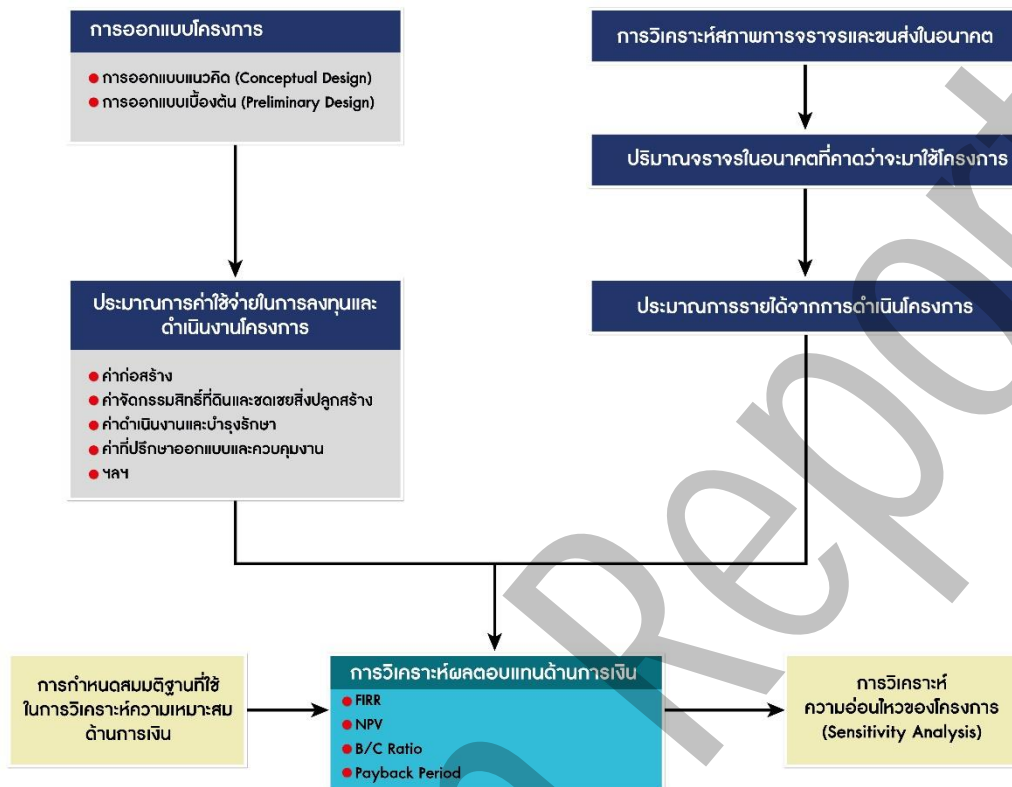 การออกแบบโครงการ
● การออกแบบแนวคิด (Conceptual Design)
● การออกแบบเบื้องต้น (Preliminary Design)
การวิเคราะห์สภาพการจราจรและขนส่งในอนาคต
ปริมาณจราจรในอนาคตที่คาดว่าจะมาใช้โครงการ
ประมาณการค่าใช้จ่ายในการลงทุนและ
ดำเนินงานโครงการ
● ค่าก่อสร้าง
● ค่าจัดกรรมสิทธิ์ที่ดินและชดเชยสิ่งปลูกสร้าง
● ค่าดำเนินงานและบำรุงรักษา
● ค่าที่ปรึกษาออกแบบและควบคุมงาน
● ฯลฯ
ประมาณการรายได้จากการดำเนินโครงการ
การกำหนดสมมติฐานที่ใช้
ในการวิเคราะห์ความเหมาะสม
ด้านการเงิน
การวิเคราะห์ผลตอบแทนด้านการเงิน
● FIRR
● NPV
● B/C Ratio
● Payback Period
การวิเคราะห์
ความอ่อนไหวของโครงการ
(Sensitivity Analysis)
Report